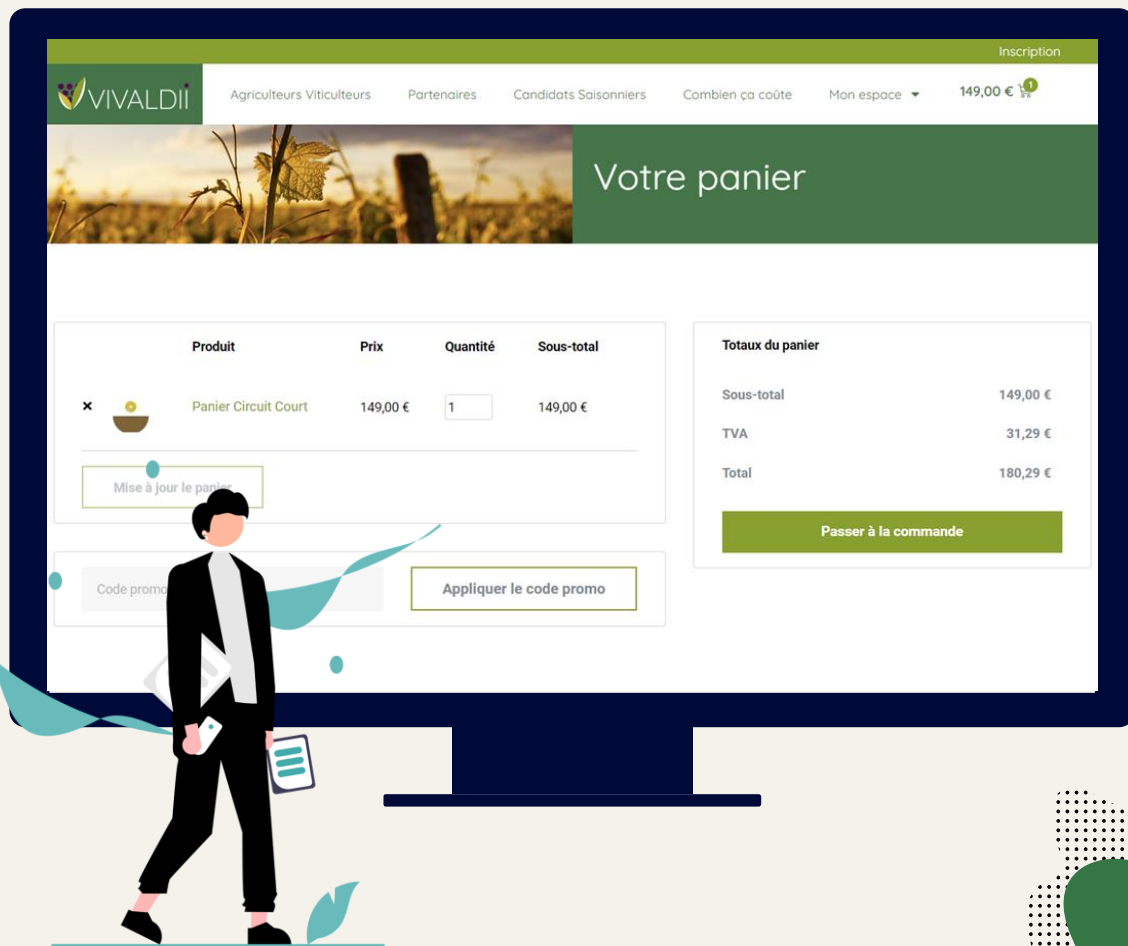 Inscription
VIVALDII
Agriculteurs Viticulteurs
Partenaires
Candidats Saisonniers
Combien ça coûte
Mon espace
149,00 €
1
Votre panier
Produit Prix Quantité Sous-total
Panier Circuit Court 149,00 € 1 149,00 €
Mise à jour le panier
Code promo
Appliquer le code promo
Totaux du panier
Sous-total 149,00 €
TVA 31,29 €
Total 180,29 €
Passer à la commande